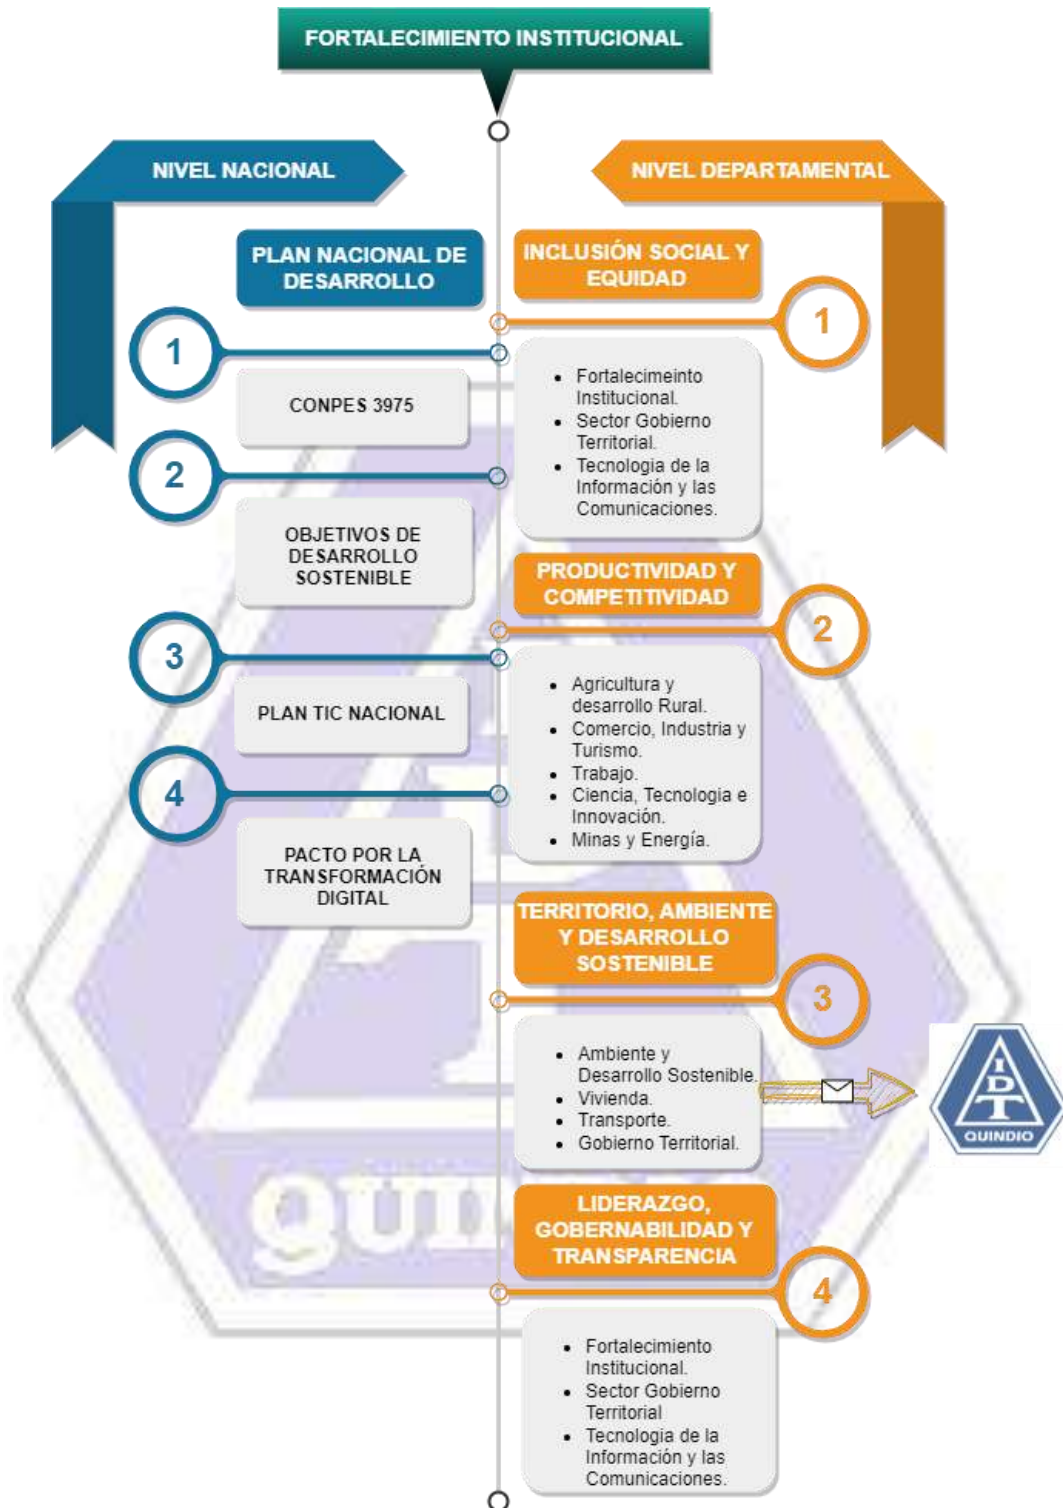 FORTALECIMIENTO INSTITUCIONAL
NIVEL NACIONAL
PLAN NACIONAL DE
DESARROLLO
1
CONPES 3975
2
OBJETIVOS DE
DESARROLLO
SOSTENIBLE
3
PLAN TIC NACIONAL
4
PACTO POR LA
TRANSFORMACIÓN
DIGITAL
NIVEL DEPARTAMENTAL
INCLUSIÓN SOCIAL Y
EQUIDAD
1
• Fortalecimeinto
Institucional.
• Sector Gobierno
Territorial.
• Tecnologia de la
Información y las
Comunicaciones.
PRODUCTIVIDAD Y
COMPETITIVIDAD
2
• Agricultura y
desarrollo Rural.
• Comercio, Industria y
Turismo.
• Trabajo.
• Ciencia, Tecnologia e
Innovación.
• Minas y Energía.
TERRITORIO, AMBIENTE
Y DESARROLLO
SOSTENIBLE
3
• Ambiente y
Desarrollo Sostenible.
• Vivienda.
• Transporte.
• Gobierno Territorial.
IDT
QUINDIO
LIDERAZGO,
GOBERNABILIDAD Y
TRANSPARENCIA
4
• Fortalecimiento
Institucional.
• Sector Gobierno
Territorial
• Tecnologia de la
Información y las
Comunicaciones.